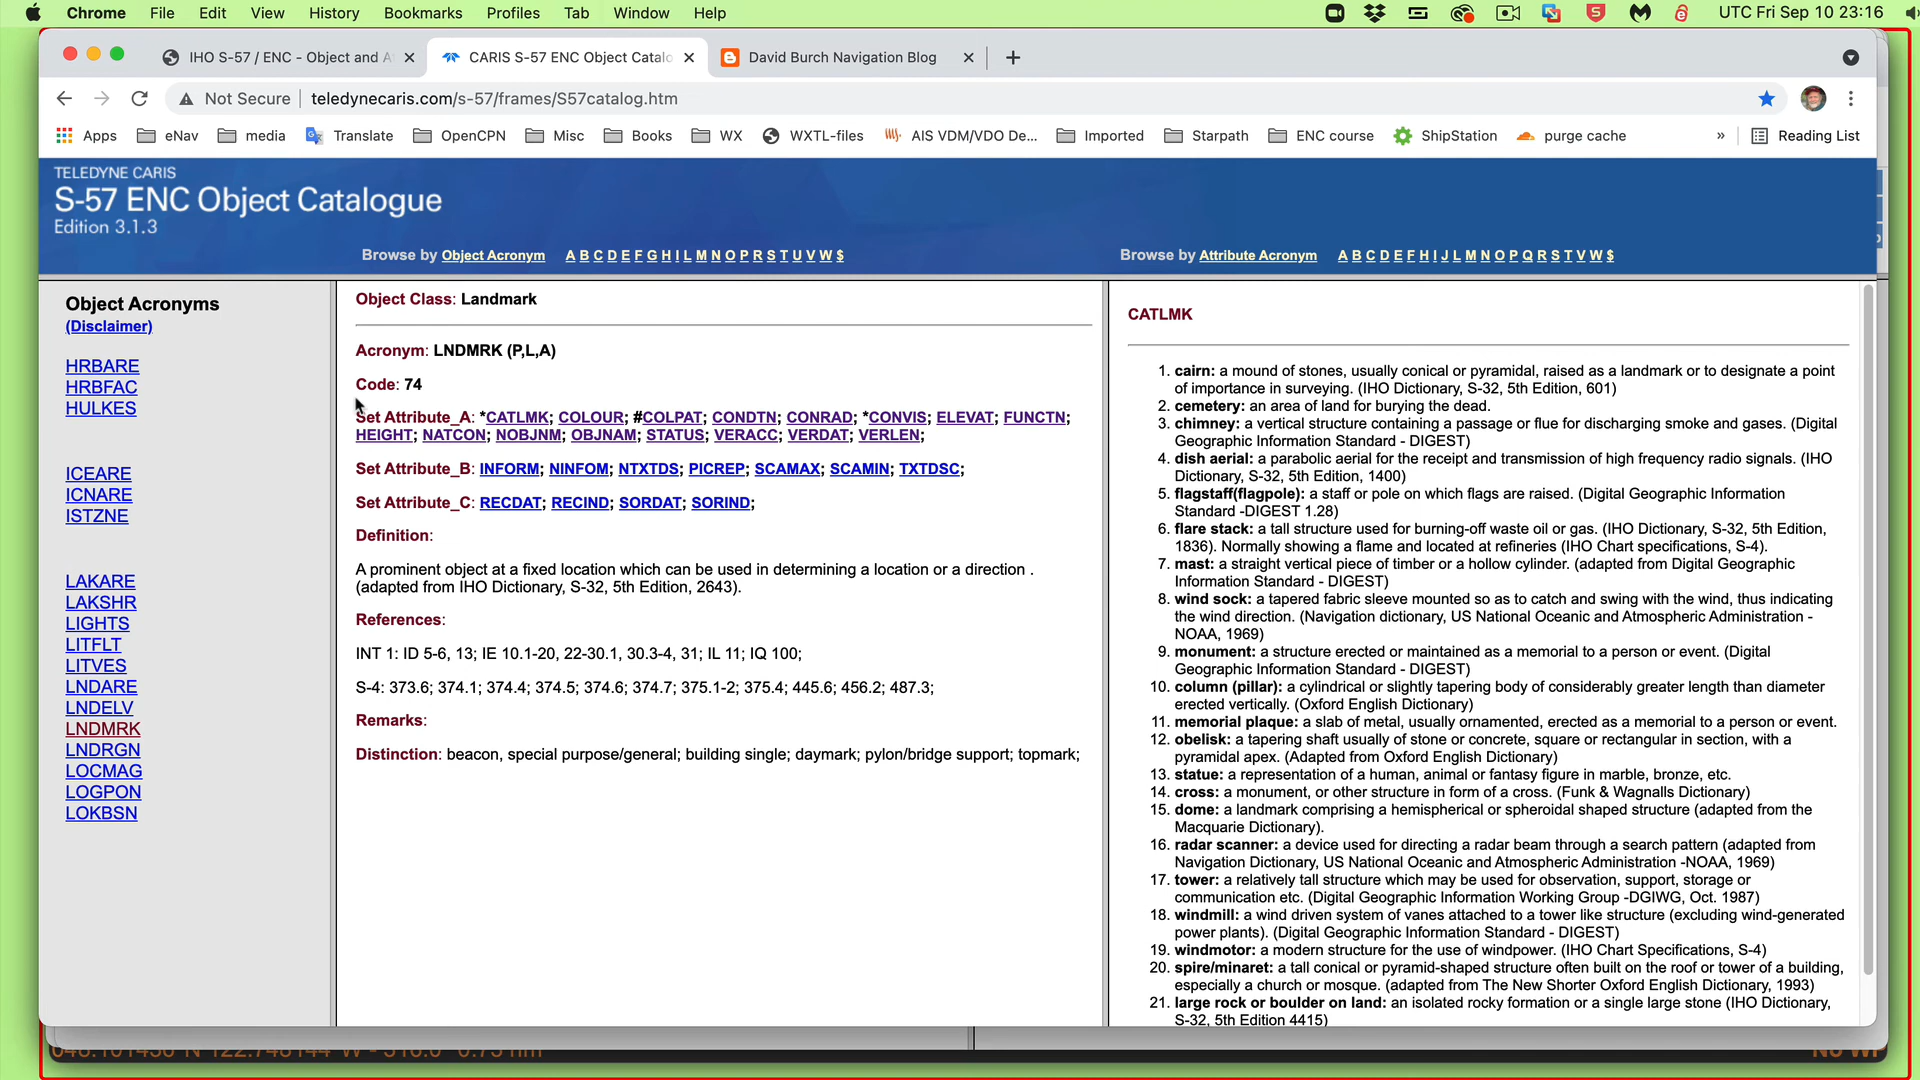 Chrome File Edit View History Bookmarks Profiles Tab Window Help UTC Fri Sep 10 23:16
IHO S-57 / ENC - Object and A CARIS S-57 ENC Object Catalo David Burch Navigation Blog
Not Secure teledynecaris.com/s-57/frames/S57catalog.htm
Apps eNav media Translate OpenCPN Misc Books WX WXTL-files AIS VDM/VDO De... Imported Starpath ENC course ShipStation purge cache » Reading List
TELEDYNE CARIS
S-57 ENC Object Catalogue
Edition 3.1.3
Browse by Object Acronym A B C D E F G H I L M N O P R S T U V W $
Browse by Attribute Acronym A B C D E F H I J L M N O P Q R S T V W $
Object Acronyms
(Disclaimer)
HRBARE
HRBFAC
HULKES
ICEARE
ICNARE
ISTZNE
LAKARE
LAKSHR
LIGHTS
LITFLT
LITVES
LNDARE
LNDELV
LNDMRK
LNDRGN
LOCMAG
LOGPON
LOKBSN
Object Class: Landmark
Acronym: LNDMRK (P,L,A)
Code: 74
Set Attribute_A: *CATLMK; COLOUR; #COLPAT; CONDTN; CONRAD; *CONVIS; ELEVAT; FUNCTN;
HEIGHT; NATCON; NOBJNM; OBJNAM; STATUS; VERACC; VERDAT; VERLEN;
Set Attribute_B: INFORM; NINFOM; NTXTDS; PICREP; SCAMAX; SCAMIN; TXTDSC;
Set Attribute_C: RECDAT; RECIND; SORDAT; SORIND;
Definition:
A prominent object at a fixed location which can be used in determining a location or a direction .
(adapted from IHO Dictionary, S-32, 5th Edition, 2643).
References:
INT 1: ID 5-6, 13; IE 10.1-20, 22-30.1, 30.3-4, 31; IL 11; IQ 100;
S-4: 373.6; 374.1; 374.4; 374.5; 374.6; 374.7; 375.1-2; 375.4; 445.6; 456.2; 487.3;
Remarks:
Distinction: beacon, special purpose/general; building single; daymark; pylon/bridge support; topmark;
CATLMK
1. cairn: a mound of stones, usually conical or pyramidal, raised as a landmark or to designate a point
of importance in surveying. (IHO Dictionary, S-32, 5th Edition, 601)
2. cemetery: an area of land for burying the dead.
3. chimney: a vertical structure containing a passage or flue for discharging smoke and gases. (Digital
Geographic Information Standard - DIGEST)
4. dish aerial: a parabolic aerial for the receipt and transmission of high frequency radio signals. (IHO
Dictionary, S-32, 5th Edition, 1400)
5. flagstaff(flagpole): a staff or pole on which flags are raised. (Digital Geographic Information
Standard -DIGEST 1.28)
6. flare stack: a tall structure used for burning-off waste oil or gas. (IHO Dictionary, S-32, 5th Edition,
1836). Normally showing a flame and located at refineries (IHO Chart specifications, S-4).
7. mast: a straight vertical piece of timber or a hollow cylinder. (adapted from Digital Geographic
Information Standard - DIGEST)
8. wind sock: a tapered fabric sleeve mounted so as to catch and swing with the wind, thus indicating
the wind direction. (Navigation dictionary, US National Oceanic and Atmospheric Administration -
NOAA, 1969)
9. monument: a structure erected or maintained as a memorial to a person or event. (Digital
Geographic Information Standard - DIGEST)
10. column (pillar): a cylindrical or slightly tapering body of considerably greater length than diameter
erected vertically. (Oxford English Dictionary)
11. memorial plaque: a slab of metal, usually ornamented, erected as a memorial to a person or event.
12. obelisk: a tapering shaft usually of stone or concrete, square or rectangular in section, with a
pyramidal apex. (Adapted from Oxford English Dictionary)
13. statue: a representation of a human, animal or fantasy figure in marble, bronze, etc.
14. cross: a monument, or other structure in form of a cross. (Funk & Wagnalls Dictionary)
15. dome: a landmark comprising a hemispherical or spheroidal shaped structure (adapted from the
Macquarie Dictionary).
16. radar scanner: a device used for directing a radar beam through a search pattern (adapted from
Navigation Dictionary, US National Oceanic and Atmospheric Administration -NOAA, 1969)
17. tower: a relatively tall structure which may be used for observation, support, storage or
communication etc. (Digital Geographic Information Working Group -DGIWG, Oct. 1987)
18. windmill: a wind driven system of vanes attached to a tower like structure (excluding wind-generated
power plants). (Digital Geographic Information Standard - DIGEST)
19. windmotor: a modern structure for the use of windpower. (IHO Chart Specifications, S-4)
20. spire/minaret: a tall conical or pyramid-shaped structure often built on the roof or tower of a building,
especially a church or mosque. (adapted from The New Shorter Oxford English Dictionary, 1993)
21. large rock or boulder on land: an isolated rocky formation or a single large stone (IHO Dictionary,
S-32, 5th Edition 4415)